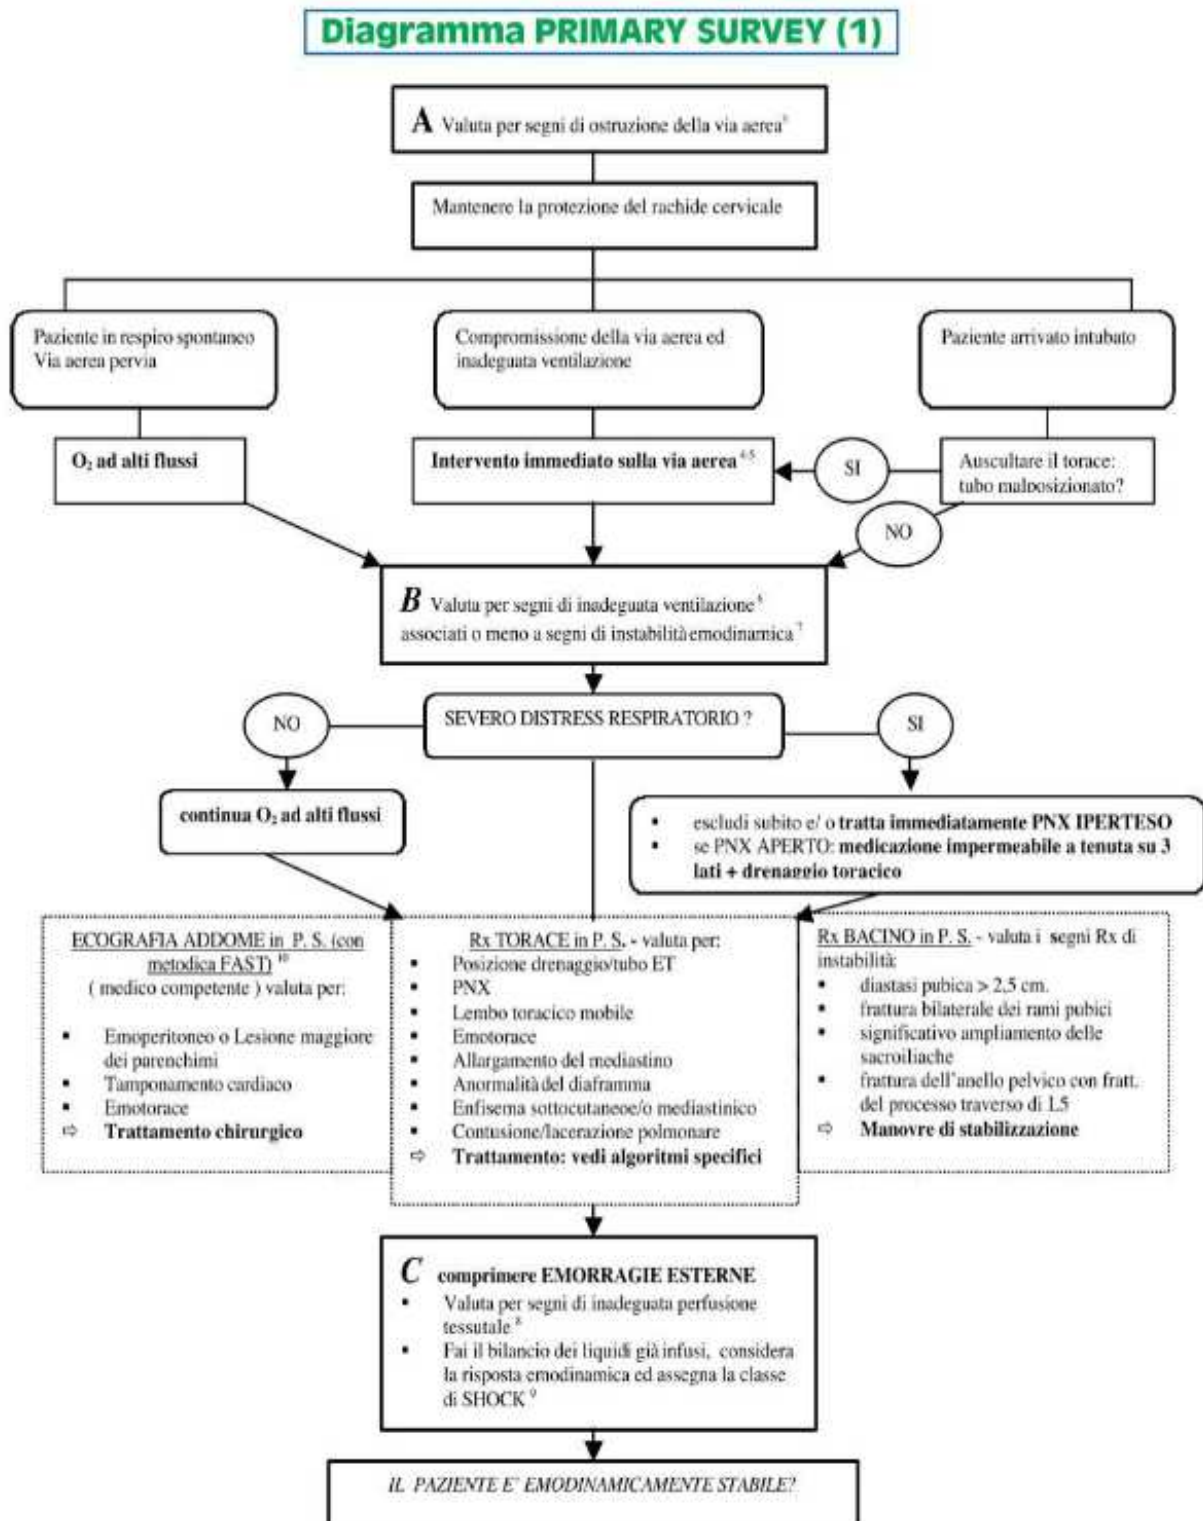 Diagramma PRIMARY SURVEY (1)
A Valuta per segni di ostruzione della via aerea
Mantenere la protezione del rachide cervicale
Paziente in respiro spontaneo
Via aerea pervia
Compromissione della via aerea ed
inadeguata ventilazione
Paziente arrivato intubato
O₂ ad alti flussi
Intervento immediato sulla via aerea ⁴⁻⁵
SI
Auscultare il torace:
tubo malposizionato?
NO
B Valuta per segni di inadeguata ventilazione ⁶
associati o meno a segni di instabilità emodinamica ⁷
NO
SEVERO DISTRESS RESPIRATORIO ?
SI
continua O₂ ad alti flussi
▪ escludi subito e/ o tratta immediatamente PNX IPERTESO
▪ se PNX APERTO: medicazione impermeabile a tenuta su 3
lati + drenaggio toracico
ECOGRAFIA ADDOME in P. S. (con
metodica FAST) ¹⁰
( medico competente ) valuta per:
▪ Emoperitoneo o Lesione maggiore
dei parenchimi
▪ Tamponamento cardiaco
▪ Emotorace
⇨ Trattamento chirurgico
Rx TORACE in P. S. - valuta per:
▪ Posizione drenaggio/tubo ET
▪ PNX
▪ Lembo toracico mobile
▪ Emotorace
▪ Allargamento del mediastino
▪ Anormalità del diaframma
▪ Enfisema sottocutaneoe/o mediastinico
▪ Contusione/lacerazione polmonare
⇨ Trattamento: vedi algoritmi specifici
Rx BACINO in P. S. - valuta i segni Rx di
instabilità:
▪ diastasi pubica > 2,5 cm.
▪ frattura bilaterale dei rami pubici
▪ significativo ampliamento delle
sacroiliache
▪ frattura dell'anello pelvico con fratt.
del processo traverso di L5
⇨ Manovre di stabilizzazione
C comprimere EMORRAGIE ESTERNE
▪ Valuta per segni di inadeguata perfusione
tessutale ⁸
▪ Fai il bilancio dei liquidi già infusi, considera
la risposta emodinamica ed assegna la classe
di SHOCK ⁹
IL PAZIENTE E' EMODINAMICAMENTE STABILE?